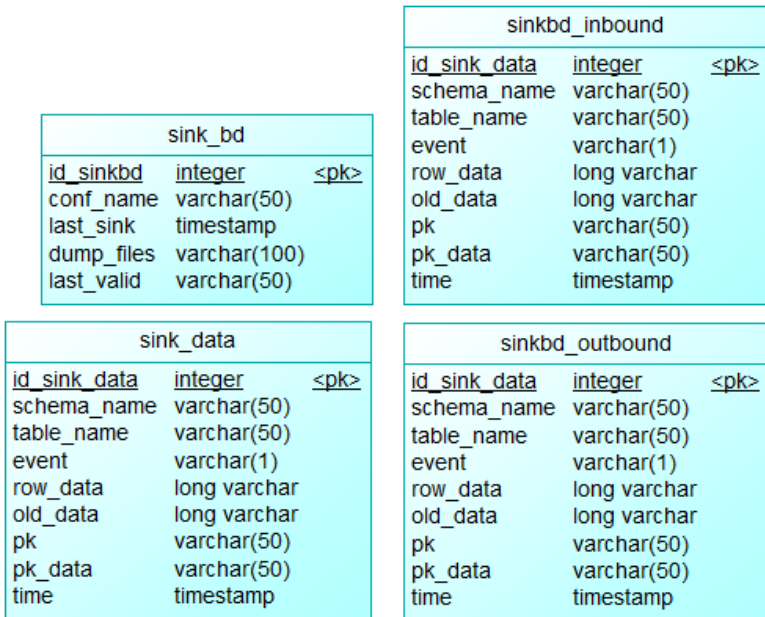 sink_bd
id_sinkbd integer <pk>
conf_name varchar(50)
last_sink timestamp
dump_files varchar(100)
last_valid varchar(50)
sinkbd_inbound
id_sink_data integer <pk>
schema_name varchar(50)
table_name varchar(50)
event varchar(1)
row_data long varchar
old_data long varchar
pk varchar(50)
pk_data varchar(50)
time timestamp
sink_data
id_sink_data integer <pk>
schema_name varchar(50)
table_name varchar(50)
event varchar(1)
row_data long varchar
old_data long varchar
pk varchar(50)
pk_data varchar(50)
time timestamp
sinkbd_outbound
id_sink_data integer <pk>
schema_name varchar(50)
table_name varchar(50)
event varchar(1)
row_data long varchar
old_data long varchar
pk varchar(50)
pk_data varchar(50)
time timestamp